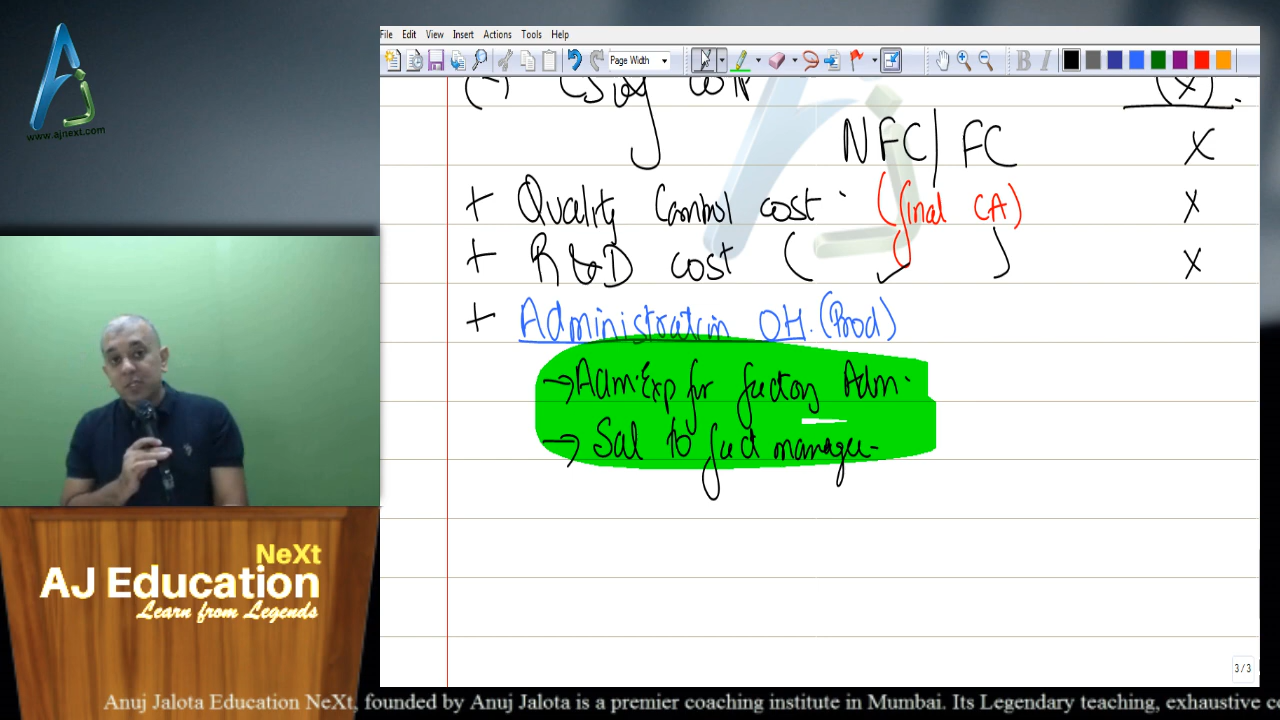 www.ajnext.com
File Edit View Insert Actions Tools Help
Page Width
B I
(-) (X).
NFC | FC X
+ Quality Control cost (final CA) X
+ R&D cost ( ) X
+ Administration OH. (Prod)
→ Adm. Exp for factory Adm.
→ Sal to fact manager
3/3
NeXt
AJ Education
Learn from Legends
Anuj Jalota Education NeXt, founded by Anuj Jalota is a premier coaching institute in Mumbai. Its Legendary teaching, exhaustive